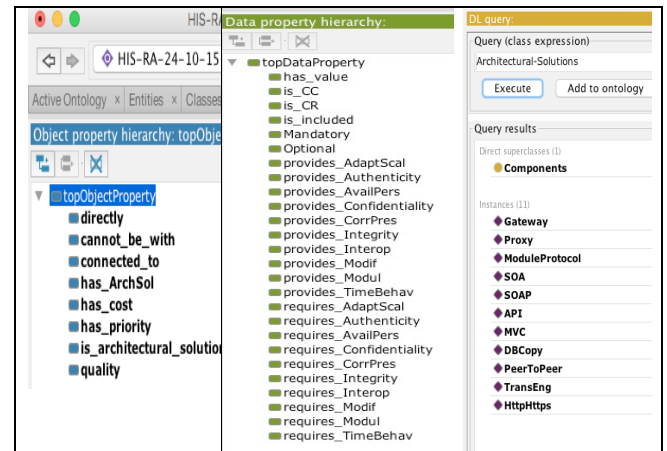 HIS-RA
HIS-RA-24-10-15
Active Ontology × Entities × Classes
Object property hierarchy: topObje
topObjectProperty
directly
cannot_be_with
connected_to
has_ArchSol
has_cost
has_priority
is_architectural_solution
quality
Data property hierarchy:
topDataProperty
has_value
is_CC
is_CR
is_included
Mandatory
Optional
provides_AdaptScal
provides_Authenticity
provides_AvailPers
provides_Confidentiality
provides_CorrPres
provides_Integrity
provides_Interop
provides_Modif
provides_Modul
provides_TimeBehav
requires_AdaptScal
requires_Authenticity
requires_AvailPers
requires_Confidentiality
requires_CorrPres
requires_Integrity
requires_Interop
requires_Modif
requires_Modul
requires_TimeBehav
DL query:
Query (class expression)
Architectural-Solutions
Execute Add to ontology
Query results
Direct superclasses (1)
Components
Instances (11)
Gateway
Proxy
ModuleProtocol
SOA
SOAP
API
MVC
DBCopy
PeerToPeer
TransEng
HttpHttps